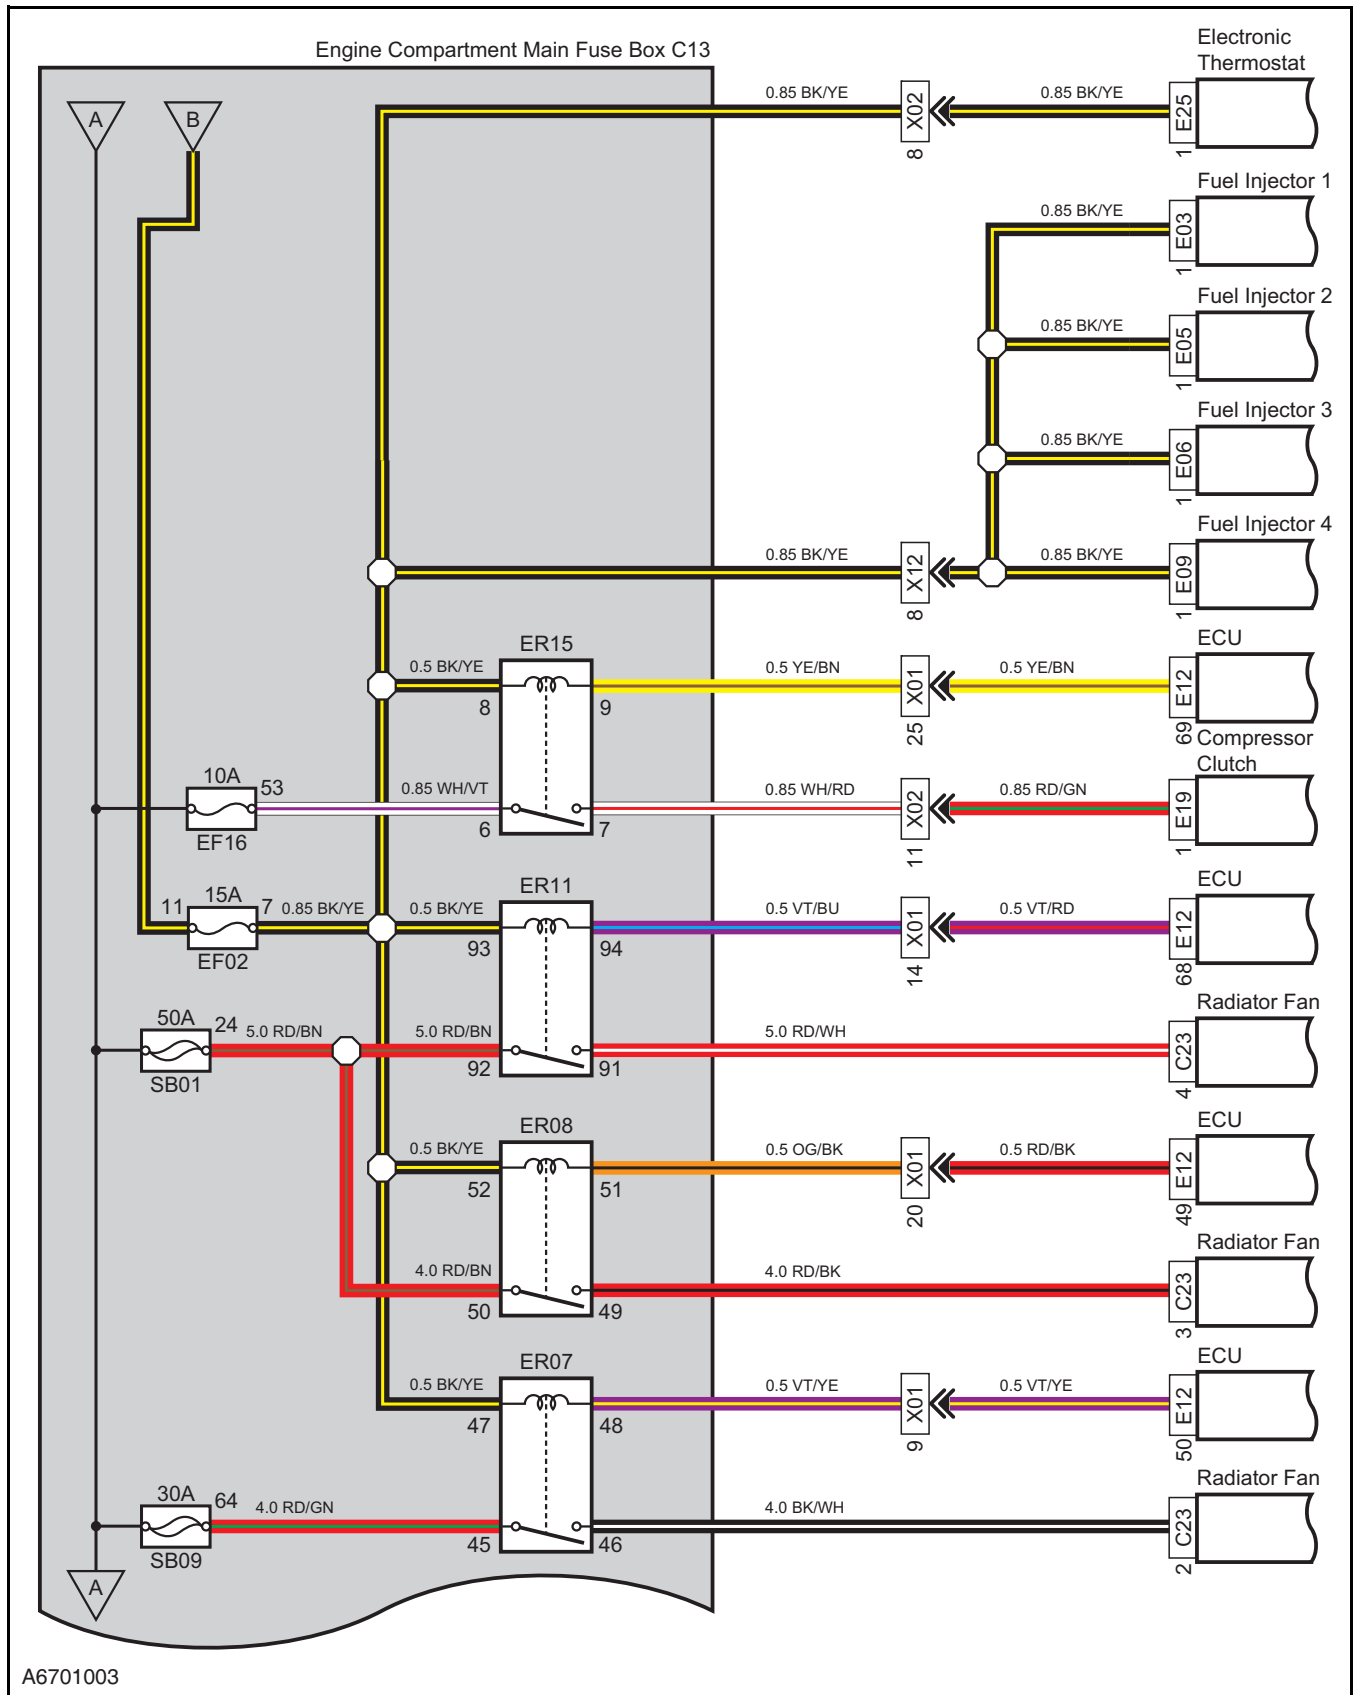 Engine Compartment Main Fuse Box C13
Electronic
Thermostat
A
B
0.85 BK/YE
X02
8
0.85 BK/YE
E25
1
Fuel Injector 1
0.85 BK/YE
E03
1
Fuel Injector 2
0.85 BK/YE
E05
1
Fuel Injector 3
0.85 BK/YE
E06
1
Fuel Injector 4
0.85 BK/YE
X12
8
0.85 BK/YE
E09
1
ER15
ECU
0.5 BK/YE
8
9
0.5 YE/BN
X01
25
0.5 YE/BN
E12
69
Compressor
Clutch
10A
53
EF16
0.85 WH/VT
6
7
0.85 WH/RD
X02
11
0.85 RD/GN
E19
1
ER11
ECU
15A
11
7
EF02
0.85 BK/YE
0.5 BK/YE
93
94
0.5 VT/BU
X01
14
0.5 VT/RD
E12
68
Radiator Fan
50A
24
SB01
5.0 RD/BN
5.0 RD/BN
92
91
5.0 RD/WH
C23
4
ER08
ECU
0.5 BK/YE
52
51
0.5 OG/BK
X01
20
0.5 RD/BK
E12
49
Radiator Fan
4.0 RD/BN
50
49
4.0 RD/BK
C23
3
ER07
ECU
0.5 BK/YE
47
48
0.5 VT/YE
X01
9
0.5 VT/YE
E12
50
Radiator Fan
30A
64
SB09
4.0 RD/GN
45
46
4.0 BK/WH
C23
2
A
A6701003